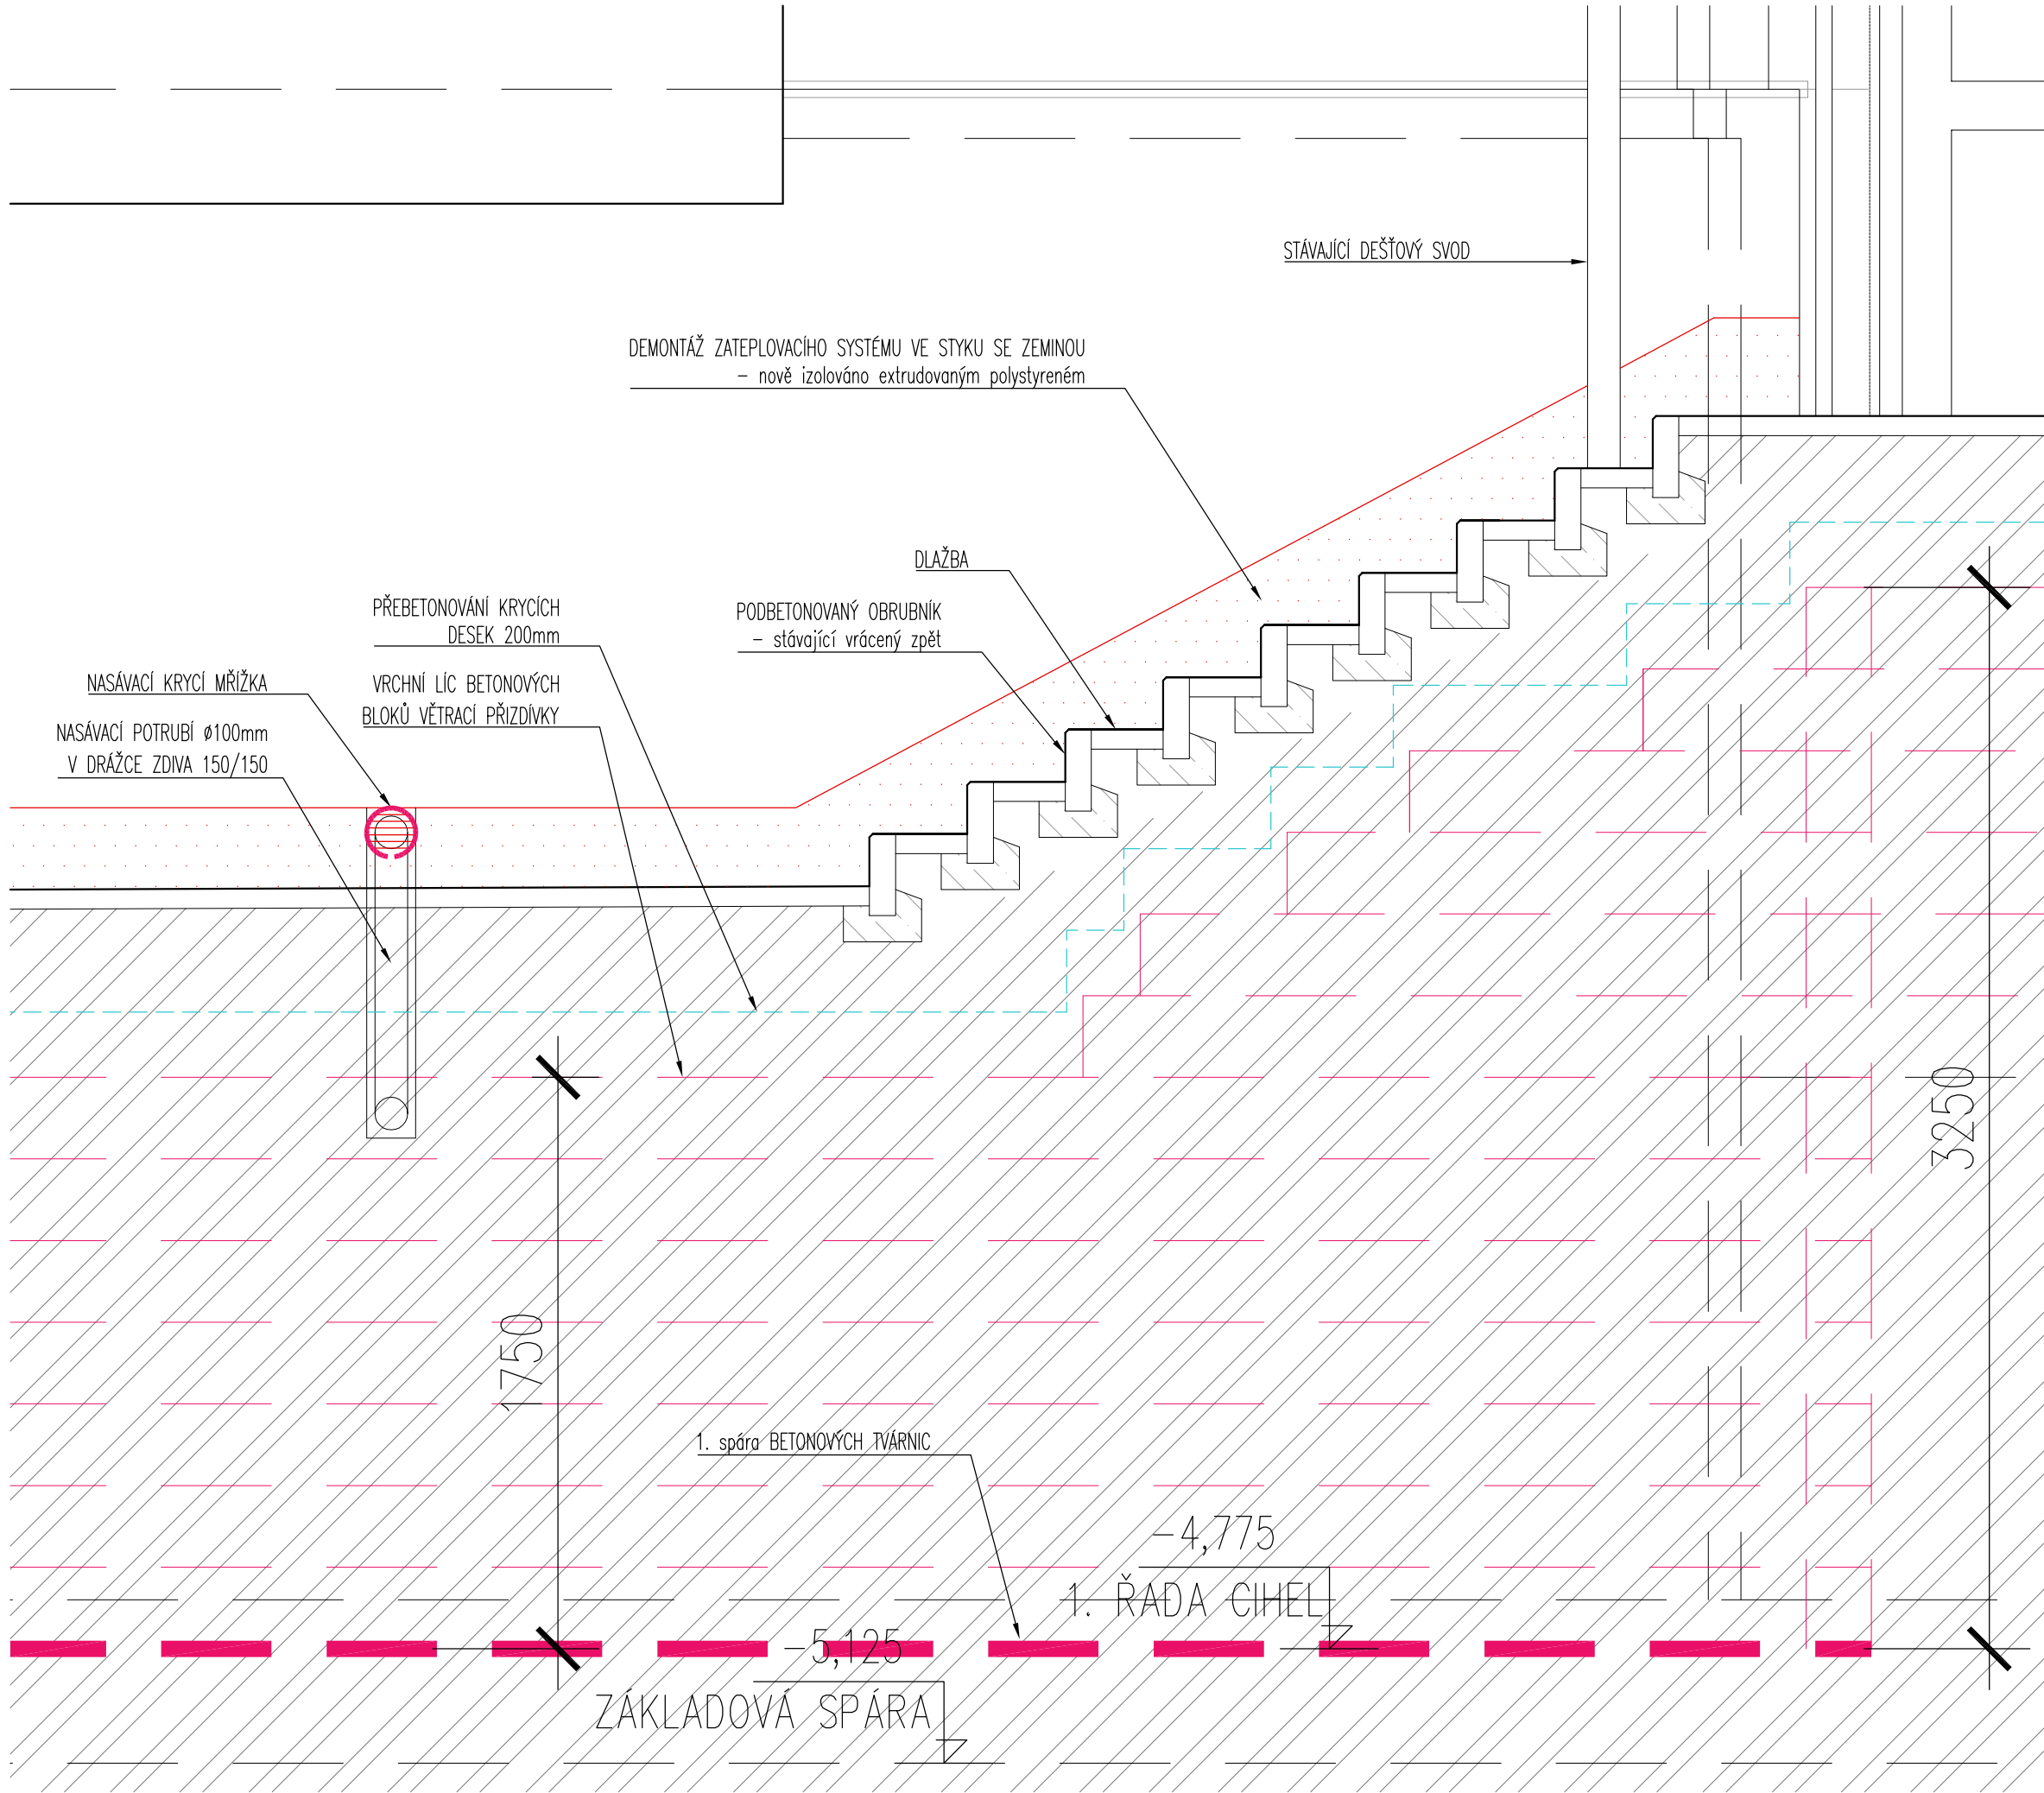 STÁVAJÍCÍ DEŠŤOVÝ SVOD
DEMONTÁŽ ZATEPLOVACÍHO SYSTÉMU VE STYKU SE ZEMINOU
– nově izolováno extrudovaným polystyreném
DLAŽBA
PODBETONOVANÝ OBRUBNÍK
– stávající vrácený zpět
PŘEBETONOVÁNÍ KRYCÍCH
DESEK 200mm
VRCHNÍ LÍC BETONOVÝCH
BLOKŮ VĚTRACÍ PŘIZDÍVKY
NASÁVACÍ KRYCÍ MŘÍŽKA
NASÁVACÍ POTRUBÍ ø100mm
V DRÁŽCE ZDIVA 150/150
3250
1750
1. spára BETONOVÝCH TVÁRNIC
–4,775
1. ŘADA CIHEL
–5,125
ZÁKLADOVÁ SPÁRA